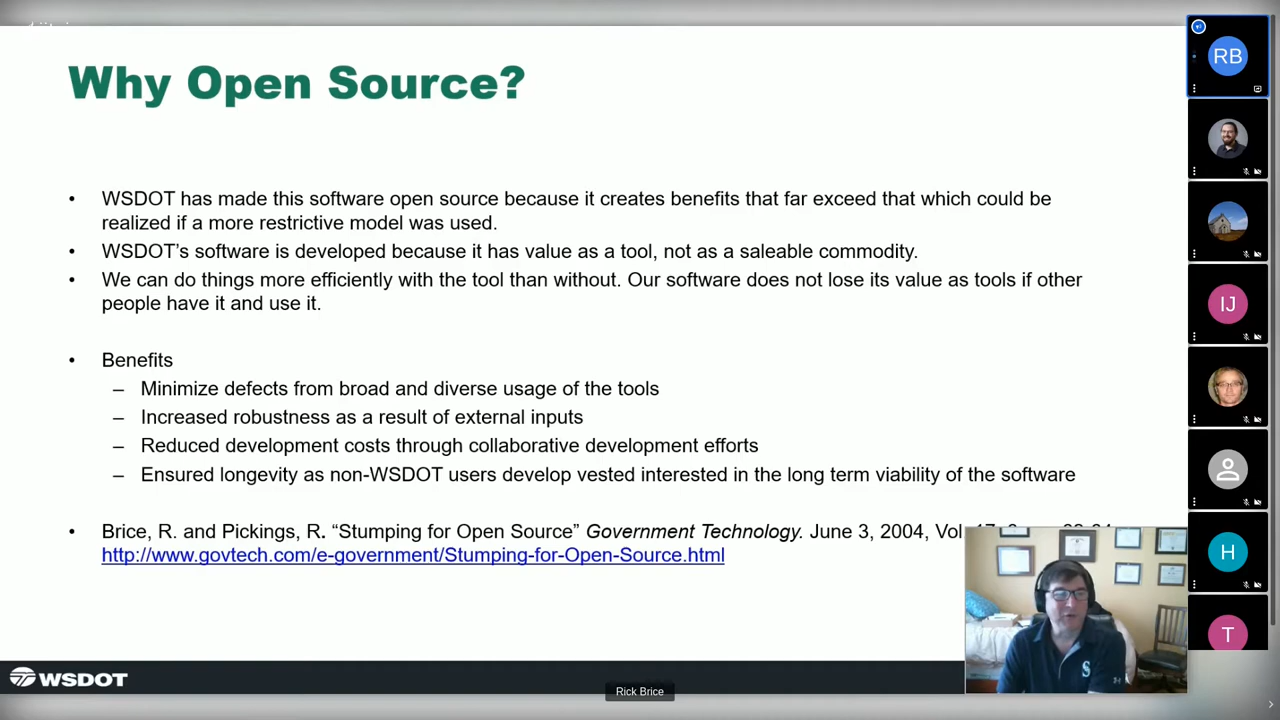 Why Open Source?
• WSDOT has made this software open source because it creates benefits that far exceed that which could be
realized if a more restrictive model was used.
• WSDOT's software is developed because it has value as a tool, not as a saleable commodity.
• We can do things more efficiently with the tool than without. Our software does not lose its value as tools if other
people have it and use it.
• Benefits
– Minimize defects from broad and diverse usage of the tools
– Increased robustness as a result of external inputs
– Reduced development costs through collaborative development efforts
– Ensured longevity as non-WSDOT users develop vested interested in the long term viability of the software
• Brice, R. and Pickings, R. “Stumping for Open Source” Government Technology. June 3, 2004, Vol
http://www.govtech.com/e-government/Stumping-for-Open-Source.html
WSDOT
Rick Brice
RB
IJ
H
T
S